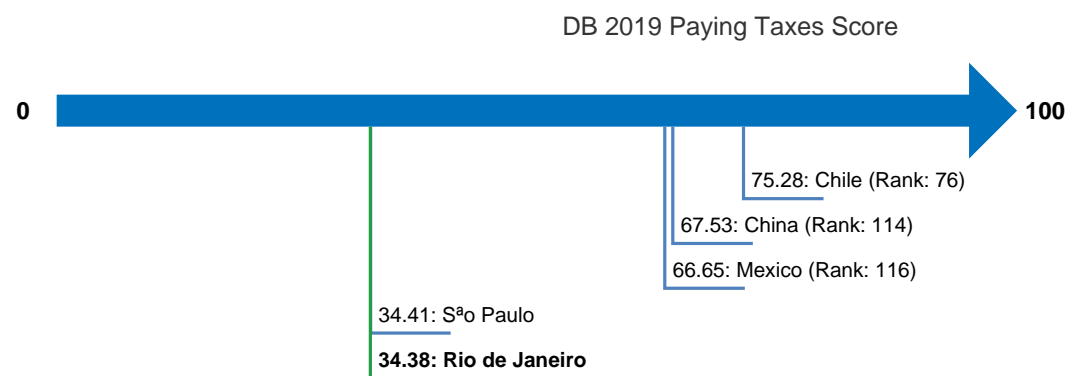 DB 2019 Paying Taxes Score
0
100
75.28: Chile (Rank: 76)
67.53: China (Rank: 114)
66.65: Mexico (Rank: 116)
34.41: Sªo Paulo
34.38: Rio de Janeiro